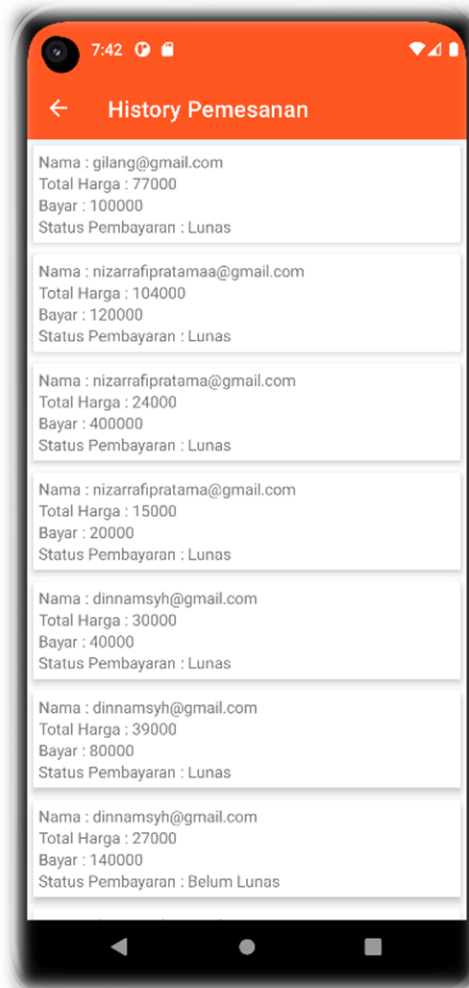 7:42
History Pemesanan
Nama : gilang@gmail.com
Total Harga : 77000
Bayar : 100000
Status Pembayaran : Lunas
Nama : nizarrafipratamaa@gmail.com
Total Harga : 104000
Bayar : 120000
Status Pembayaran : Lunas
Nama : nizarrafipratama@gmail.com
Total Harga : 24000
Bayar : 400000
Status Pembayaran : Lunas
Nama : nizarrafipratama@gmail.com
Total Harga : 15000
Bayar : 20000
Status Pembayaran : Lunas
Nama : dinnamsyh@gmail.com
Total Harga : 30000
Bayar : 40000
Status Pembayaran : Lunas
Nama : dinnamsyh@gmail.com
Total Harga : 39000
Bayar : 80000
Status Pembayaran : Lunas
Nama : dinnamsyh@gmail.com
Total Harga : 27000
Bayar : 140000
Status Pembayaran : Belum Lunas